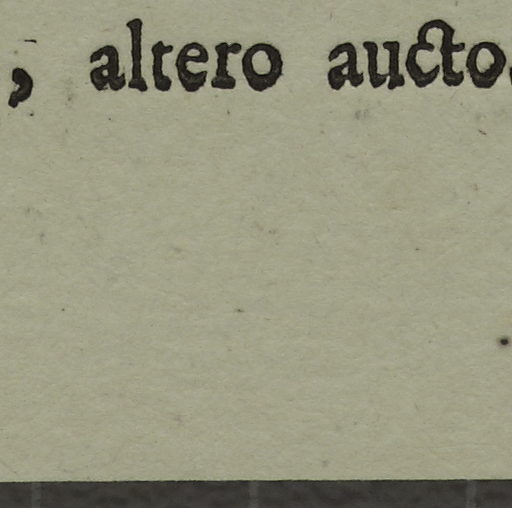 , altero aucto.